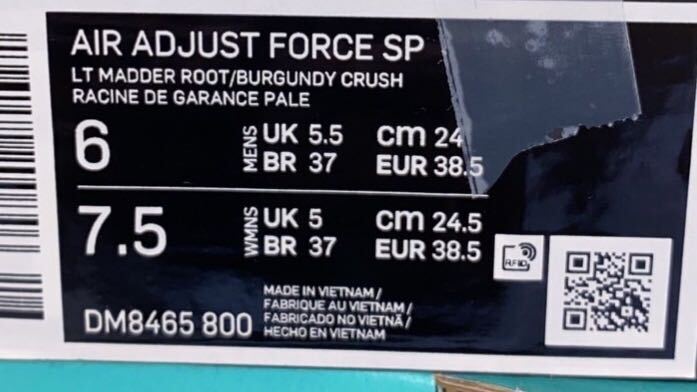 AIR ADJUST FORCE SP
LT MADDER ROOT/BURGUNDY CRUSH
RACINE DE GARANCE PALE
6 MENS UK 5.5 cm 24
BR 37 EUR 38.5
7.5 WMNS UK 5 cm 24.5
BR 37 EUR 38.5
RFID
MADE IN VIETNAM /
FABRIQUE AU VIETNAM /
FABRICADO NO VIETNÃ /
HECHO EN VIETNAM
DM8465 800